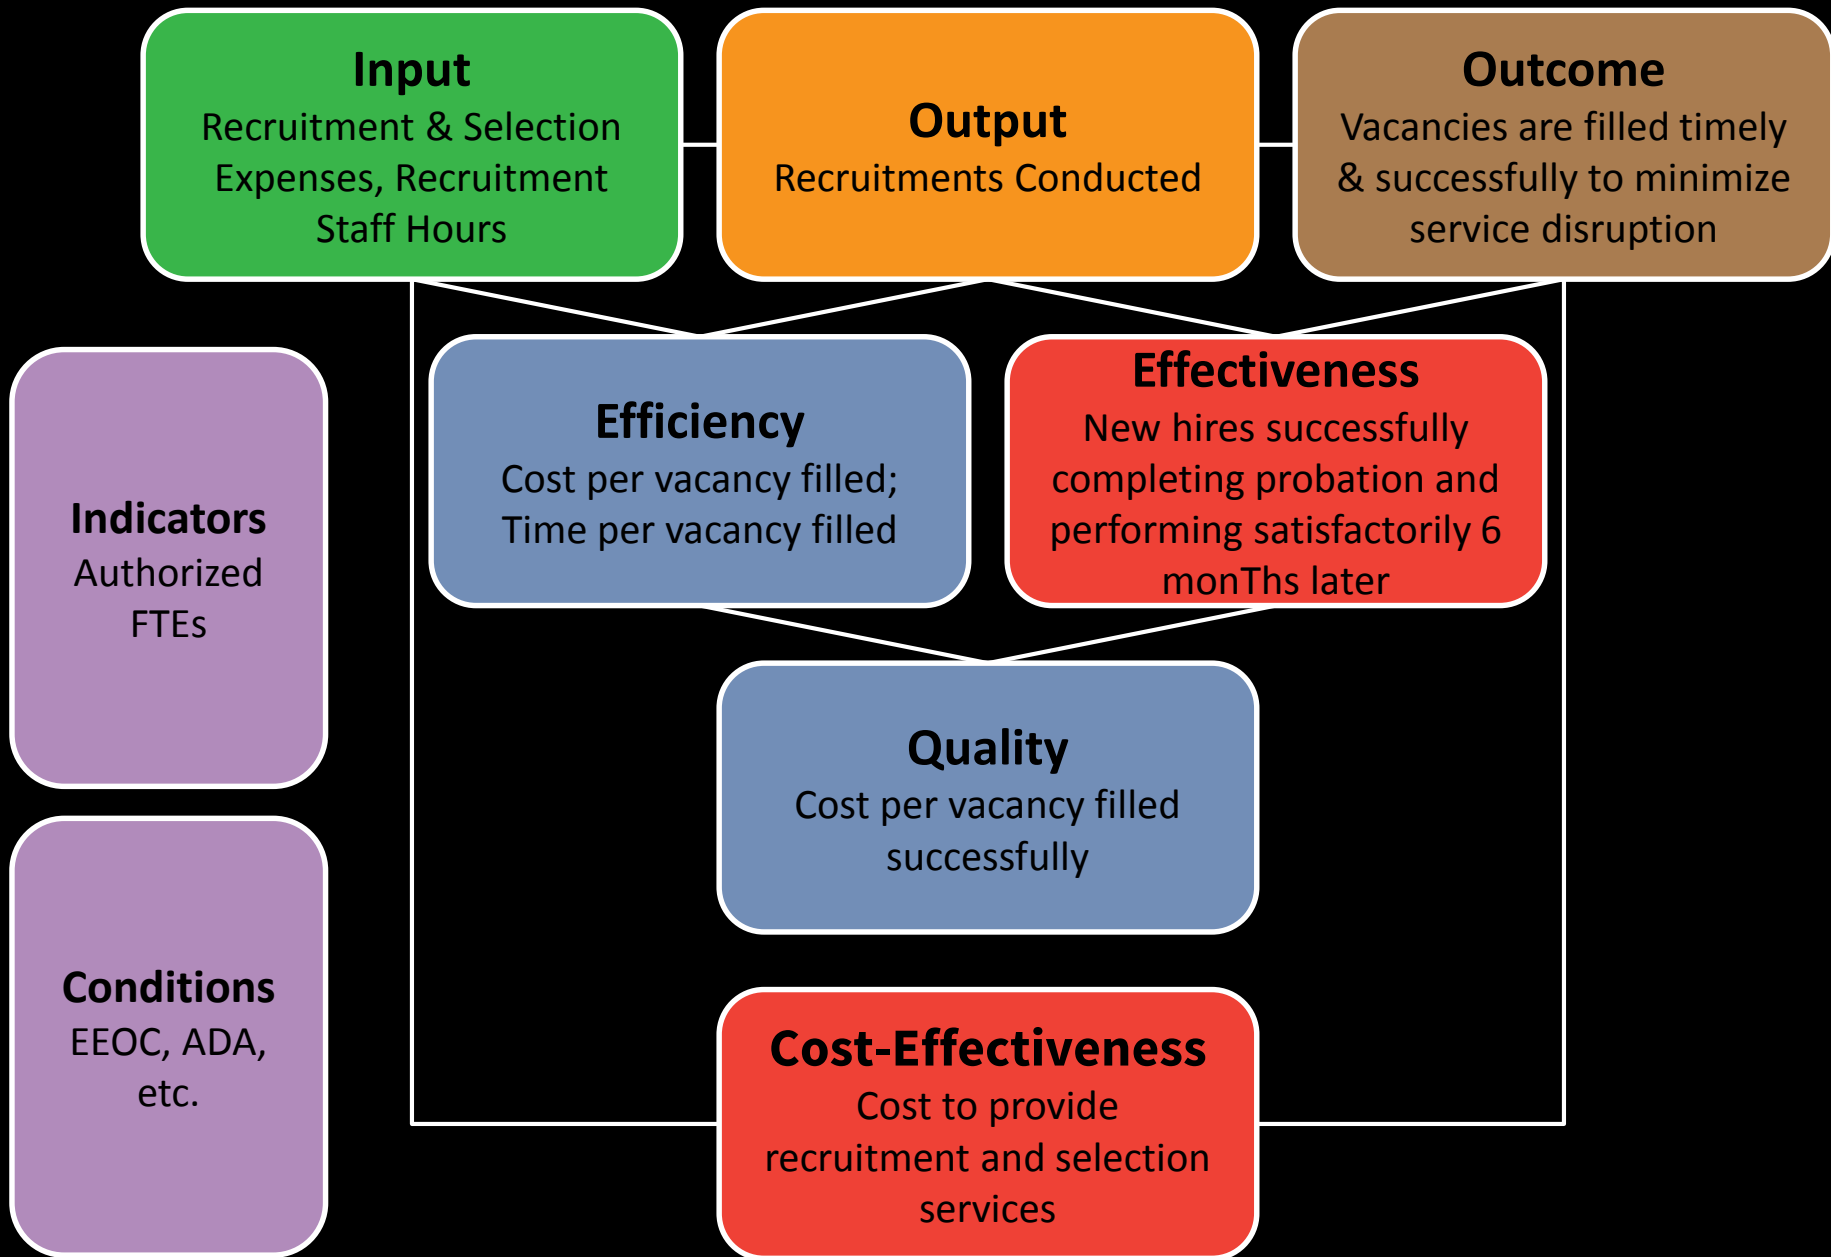 Input
Recruitment & Selection
Expenses, Recruitment
Staff Hours
Output
Recruitments Conducted
Outcome
Vacancies are filled timely
& successfully to minimize
service disruption
Indicators
Authorized
FTEs
Efficiency
Cost per vacancy filled;
Time per vacancy filled
Effectiveness
New hires successfully
completing probation and
performing satisfactorily 6
monThs later
Quality
Cost per vacancy filled
successfully
Conditions
EEOC, ADA,
etc.
Cost-Effectiveness
Cost to provide
recruitment and selection
services